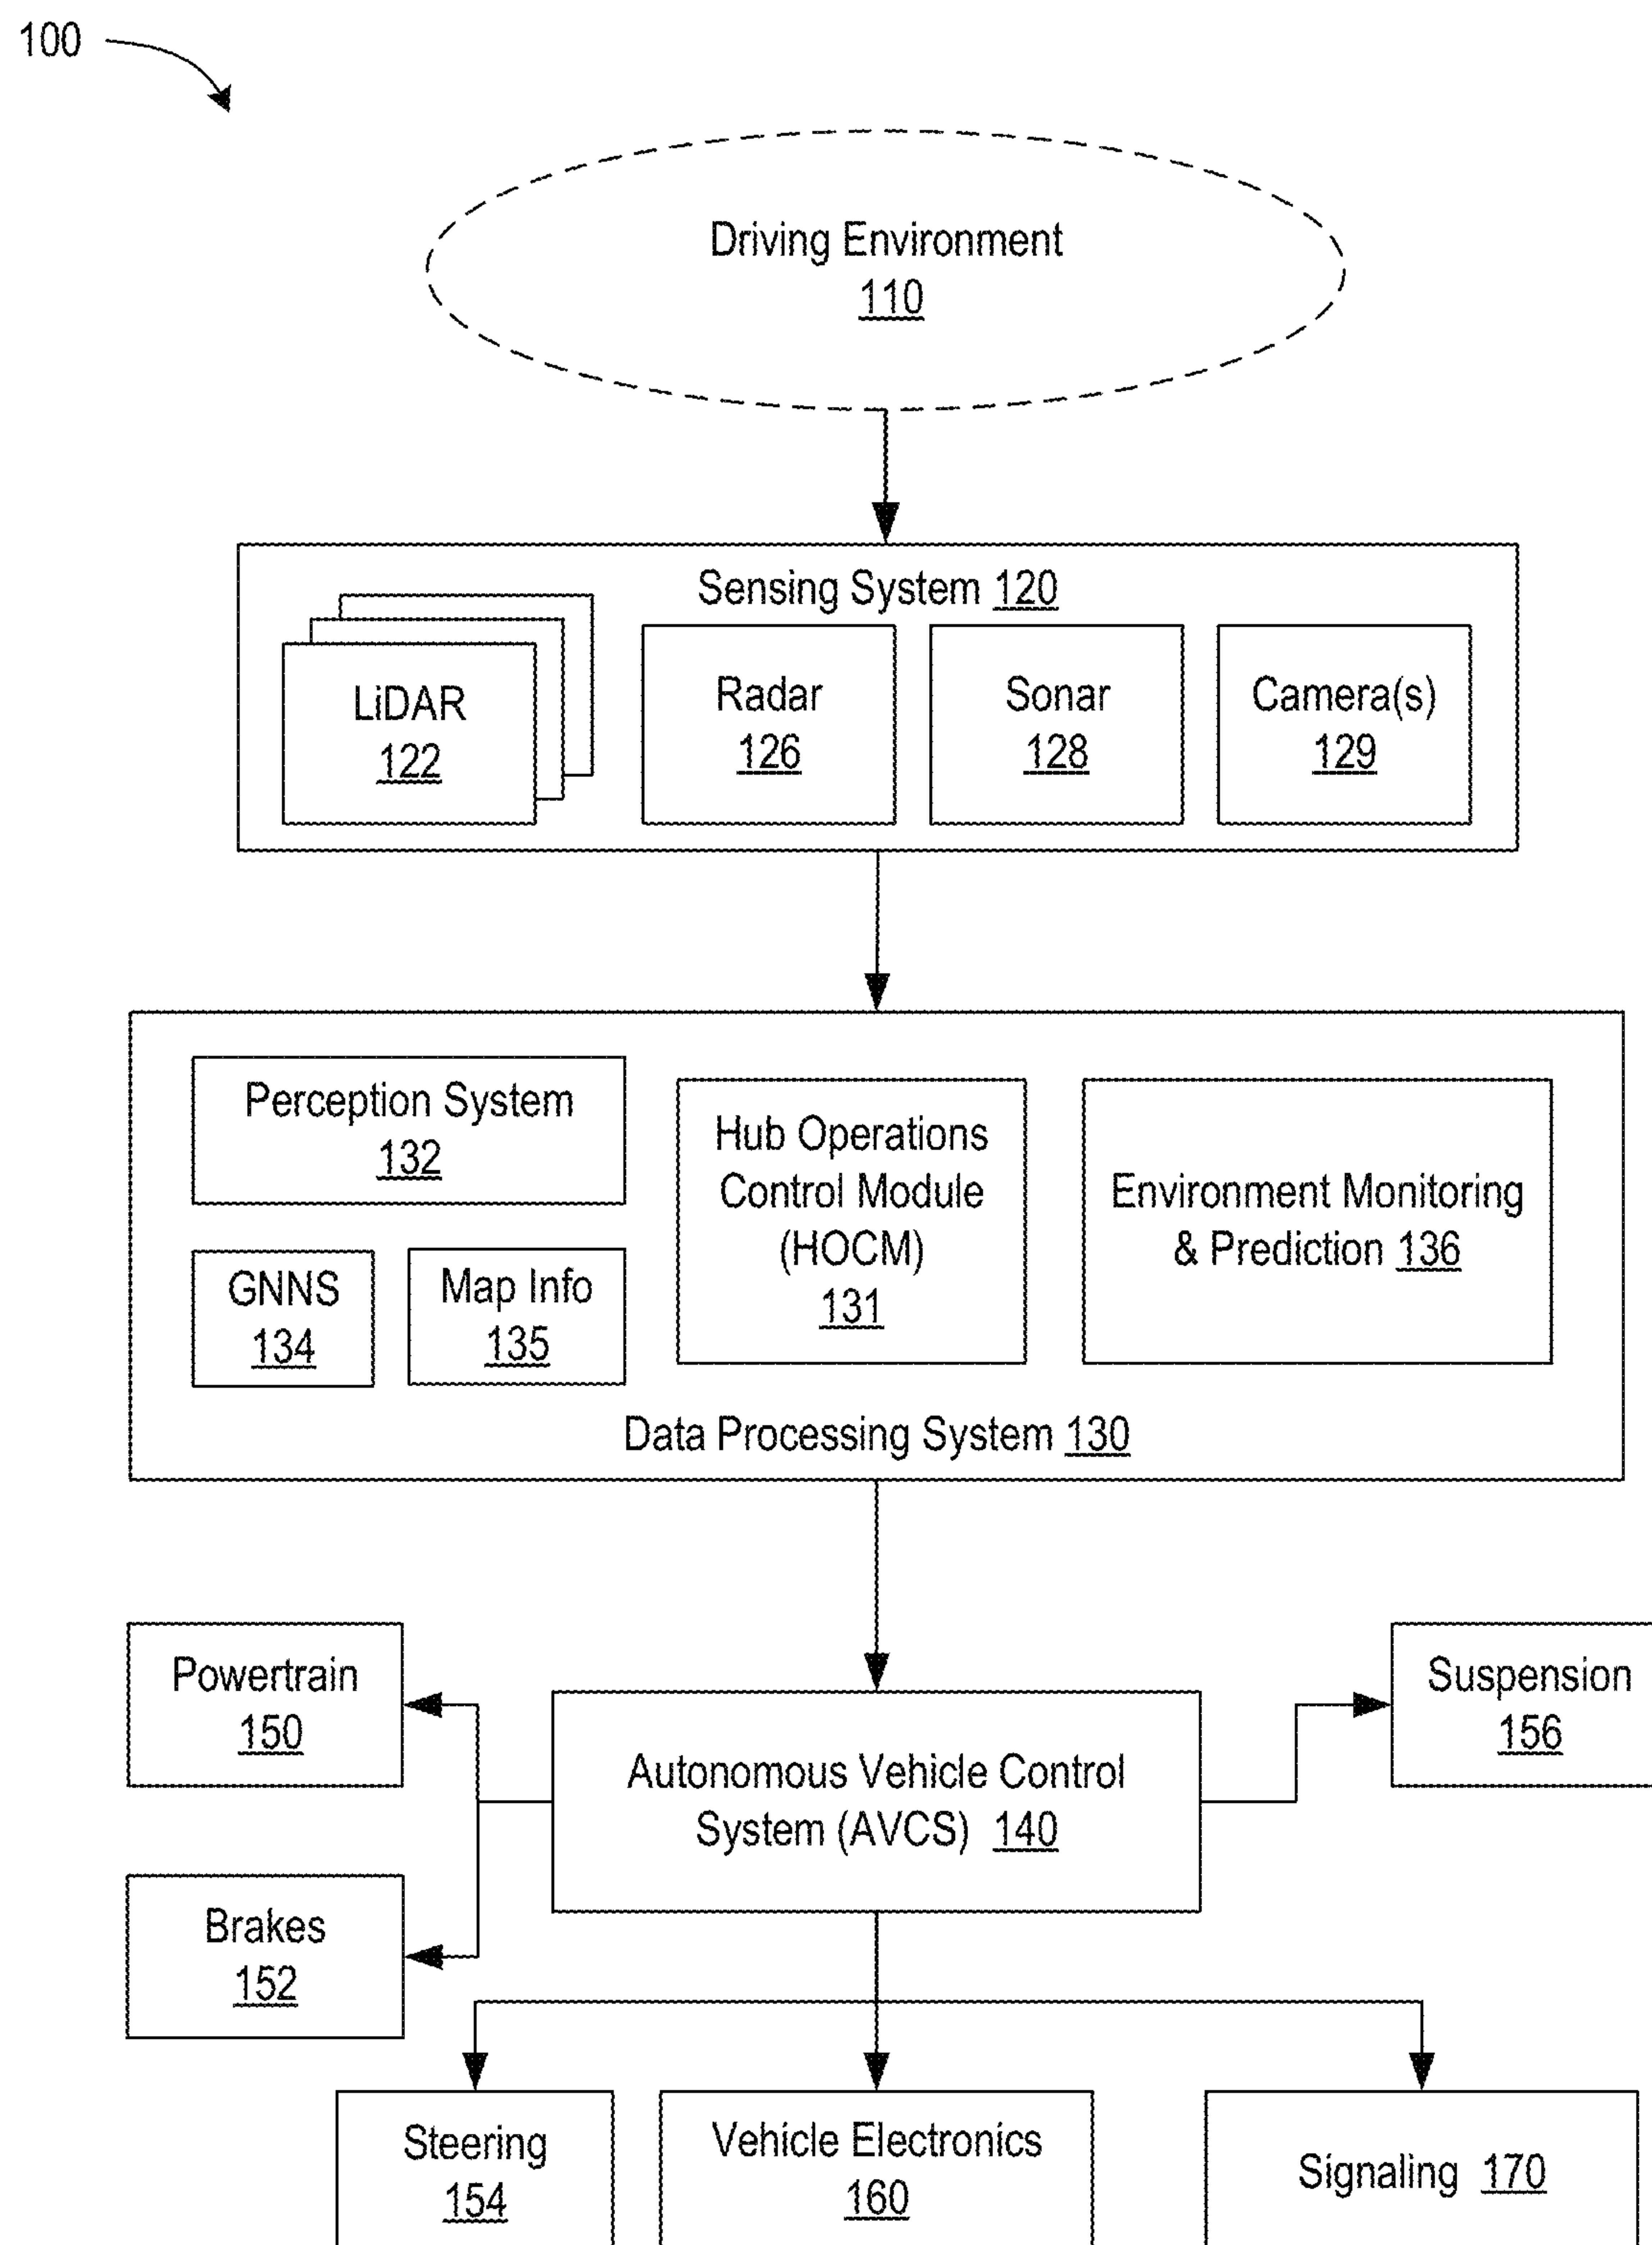 100
Driving Environment
110
Sensing System 120
LiDAR
122
Radar
126
Sonar
128
Camera(s)
129
Perception System
132
GNNS
134
Map Info
135
Hub Operations
Control Module
(HOCM)
131
Environment Monitoring
& Prediction 136
Data Processing System 130
Powertrain
150
Brakes
152
Autonomous Vehicle Control
System (AVCS) 140
Suspension
156
Steering
154
Vehicle Electronics
160
Signaling 170